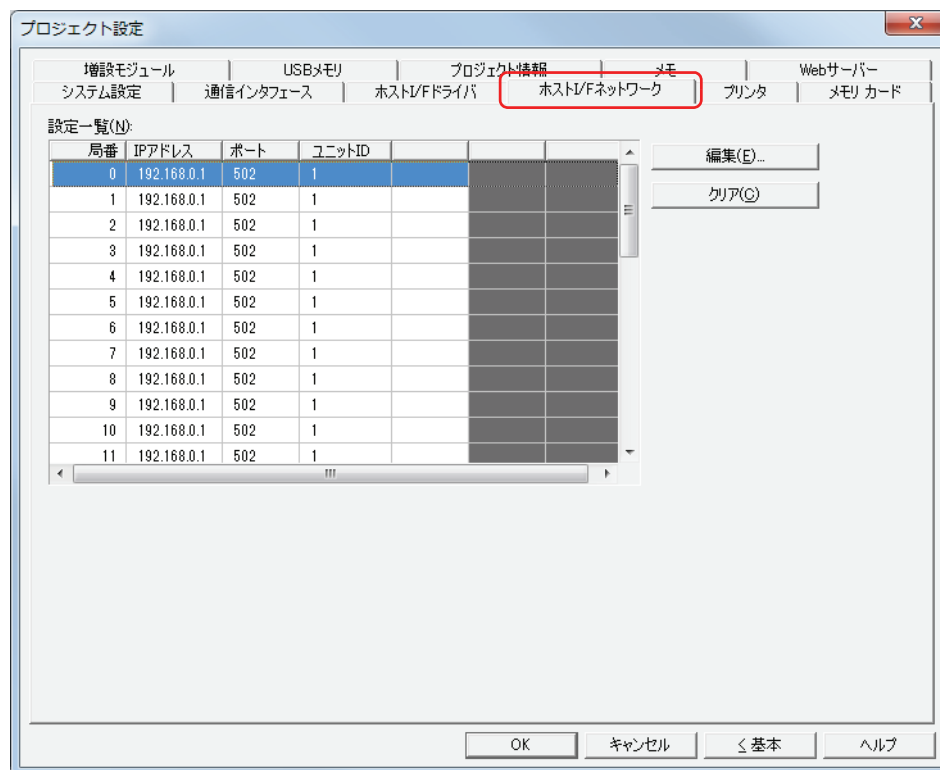 プロジェクト設定
増設モジュール USBメモリ プロジェクト情報 メモ Webサーバー
システム設定 通信インタフェース ホストI/Fドライバ ホストI/Fネットワーク プリンタ メモリ カード
設定一覧(N):
局番 IPアドレス ポート ユニットID
編集(E)...
0 192.168.0.1 502 1
クリア(C)
1 192.168.0.1 502 1
2 192.168.0.1 502 1
3 192.168.0.1 502 1
4 192.168.0.1 502 1
5 192.168.0.1 502 1
6 192.168.0.1 502 1
7 192.168.0.1 502 1
8 192.168.0.1 502 1
9 192.168.0.1 502 1
10 192.168.0.1 502 1
11 192.168.0.1 502 1
OK キャンセル < 基本 ヘルプ